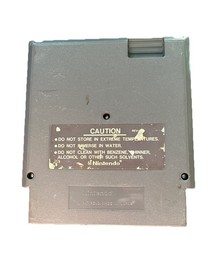 CAUTION
●DO NOT STORE IN EXTREME TEMPERATURES.
●DO NOT IMMERSE IN WATER.
●DO NOT CLEAN WITH BENZENE, THINNER,
ALCOHOL OR OTHER SUCH SOLVENTS.
Nintendo